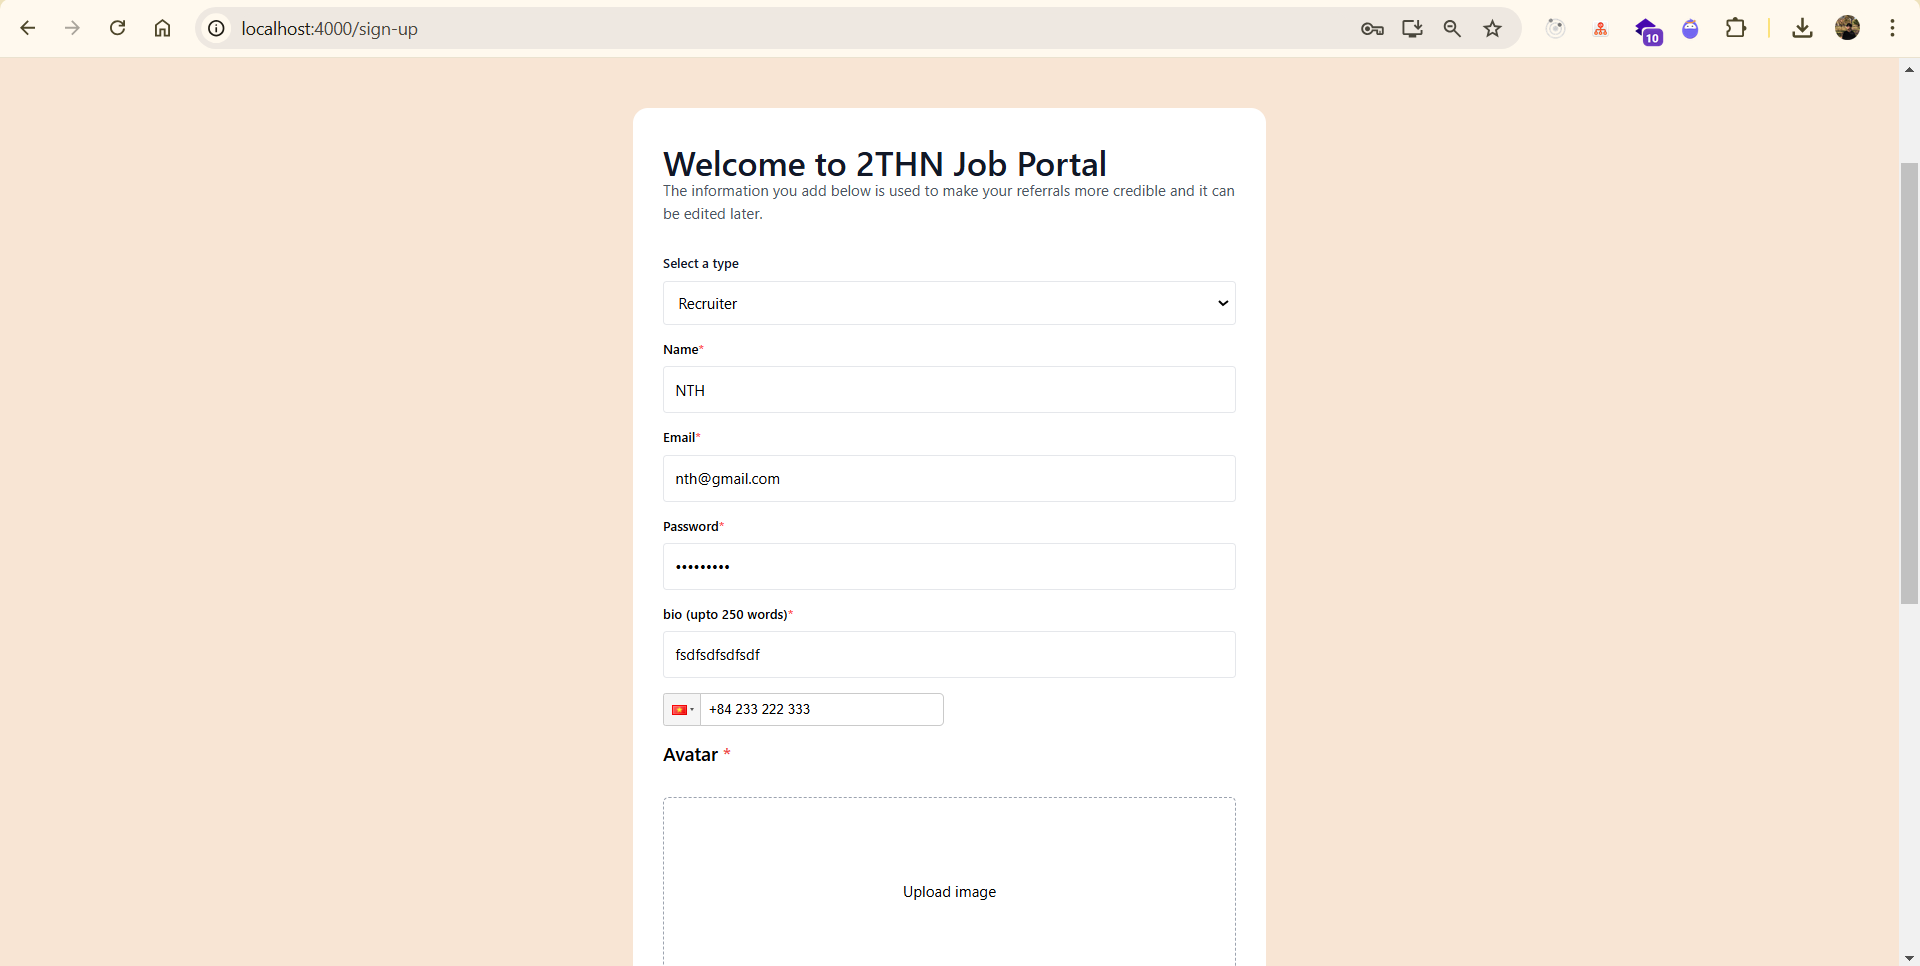 localhost:4000/sign-up
10
Welcome to 2THN Job Portal
The information you add below is used to make your referrals more credible and it can
be edited later.
Select a type
Recruiter
Name*
NTH
Email*
nth@gmail.com
Password*
•••••••••
bio (upto 250 words)*
fsdfsdfsdfsdf
+84 233 222 333
Avatar *
Upload image